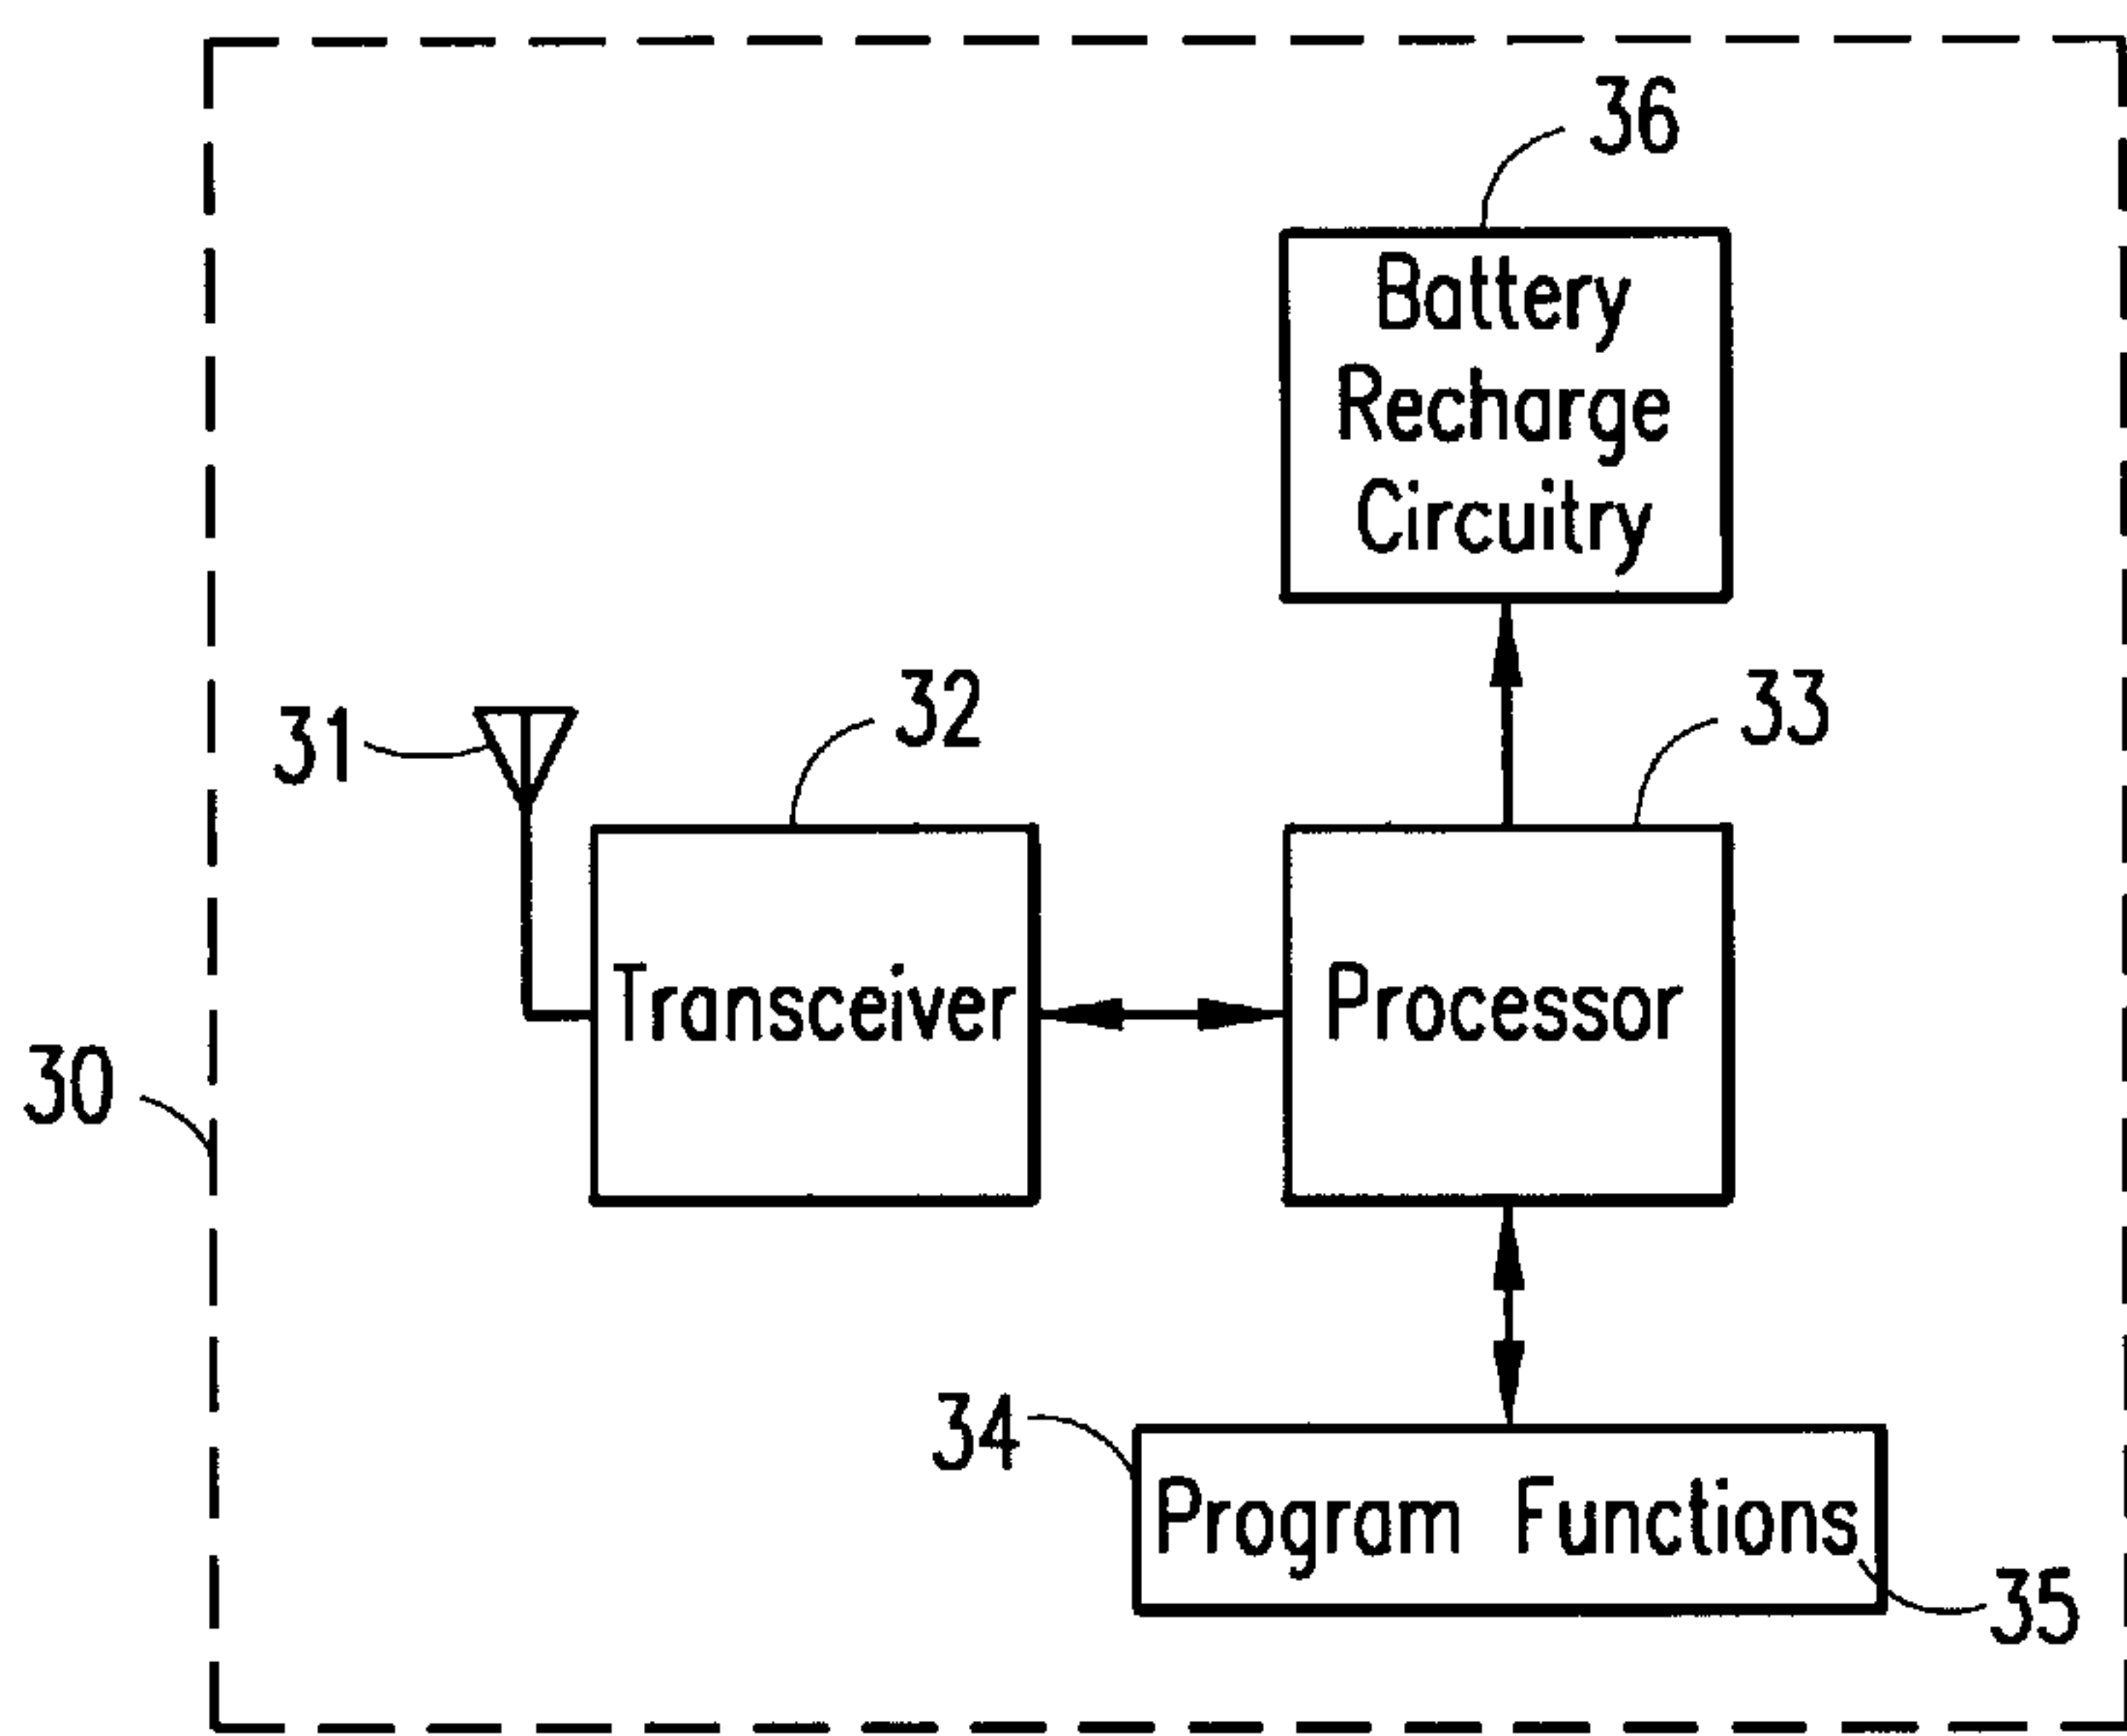 36
Battery
Recharge
Circuitry
31
32
33
Transceiver
Processor
30
34
Program Functions
35